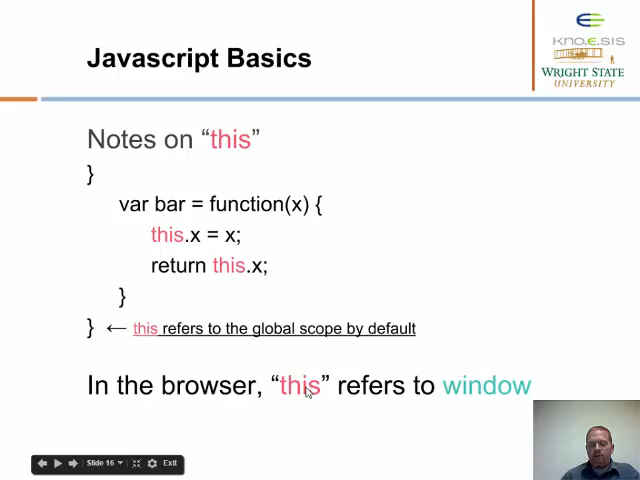 Javascript Basics
KNO.E.SIS
WRIGHT STATE
UNIVERSITY
Notes on “this”
}
var bar = function(x) {
this.x = x;
return this.x;
}
} ← this refers to the global scope by default
In the browser, “this” refers to window
Slide 16
Exit